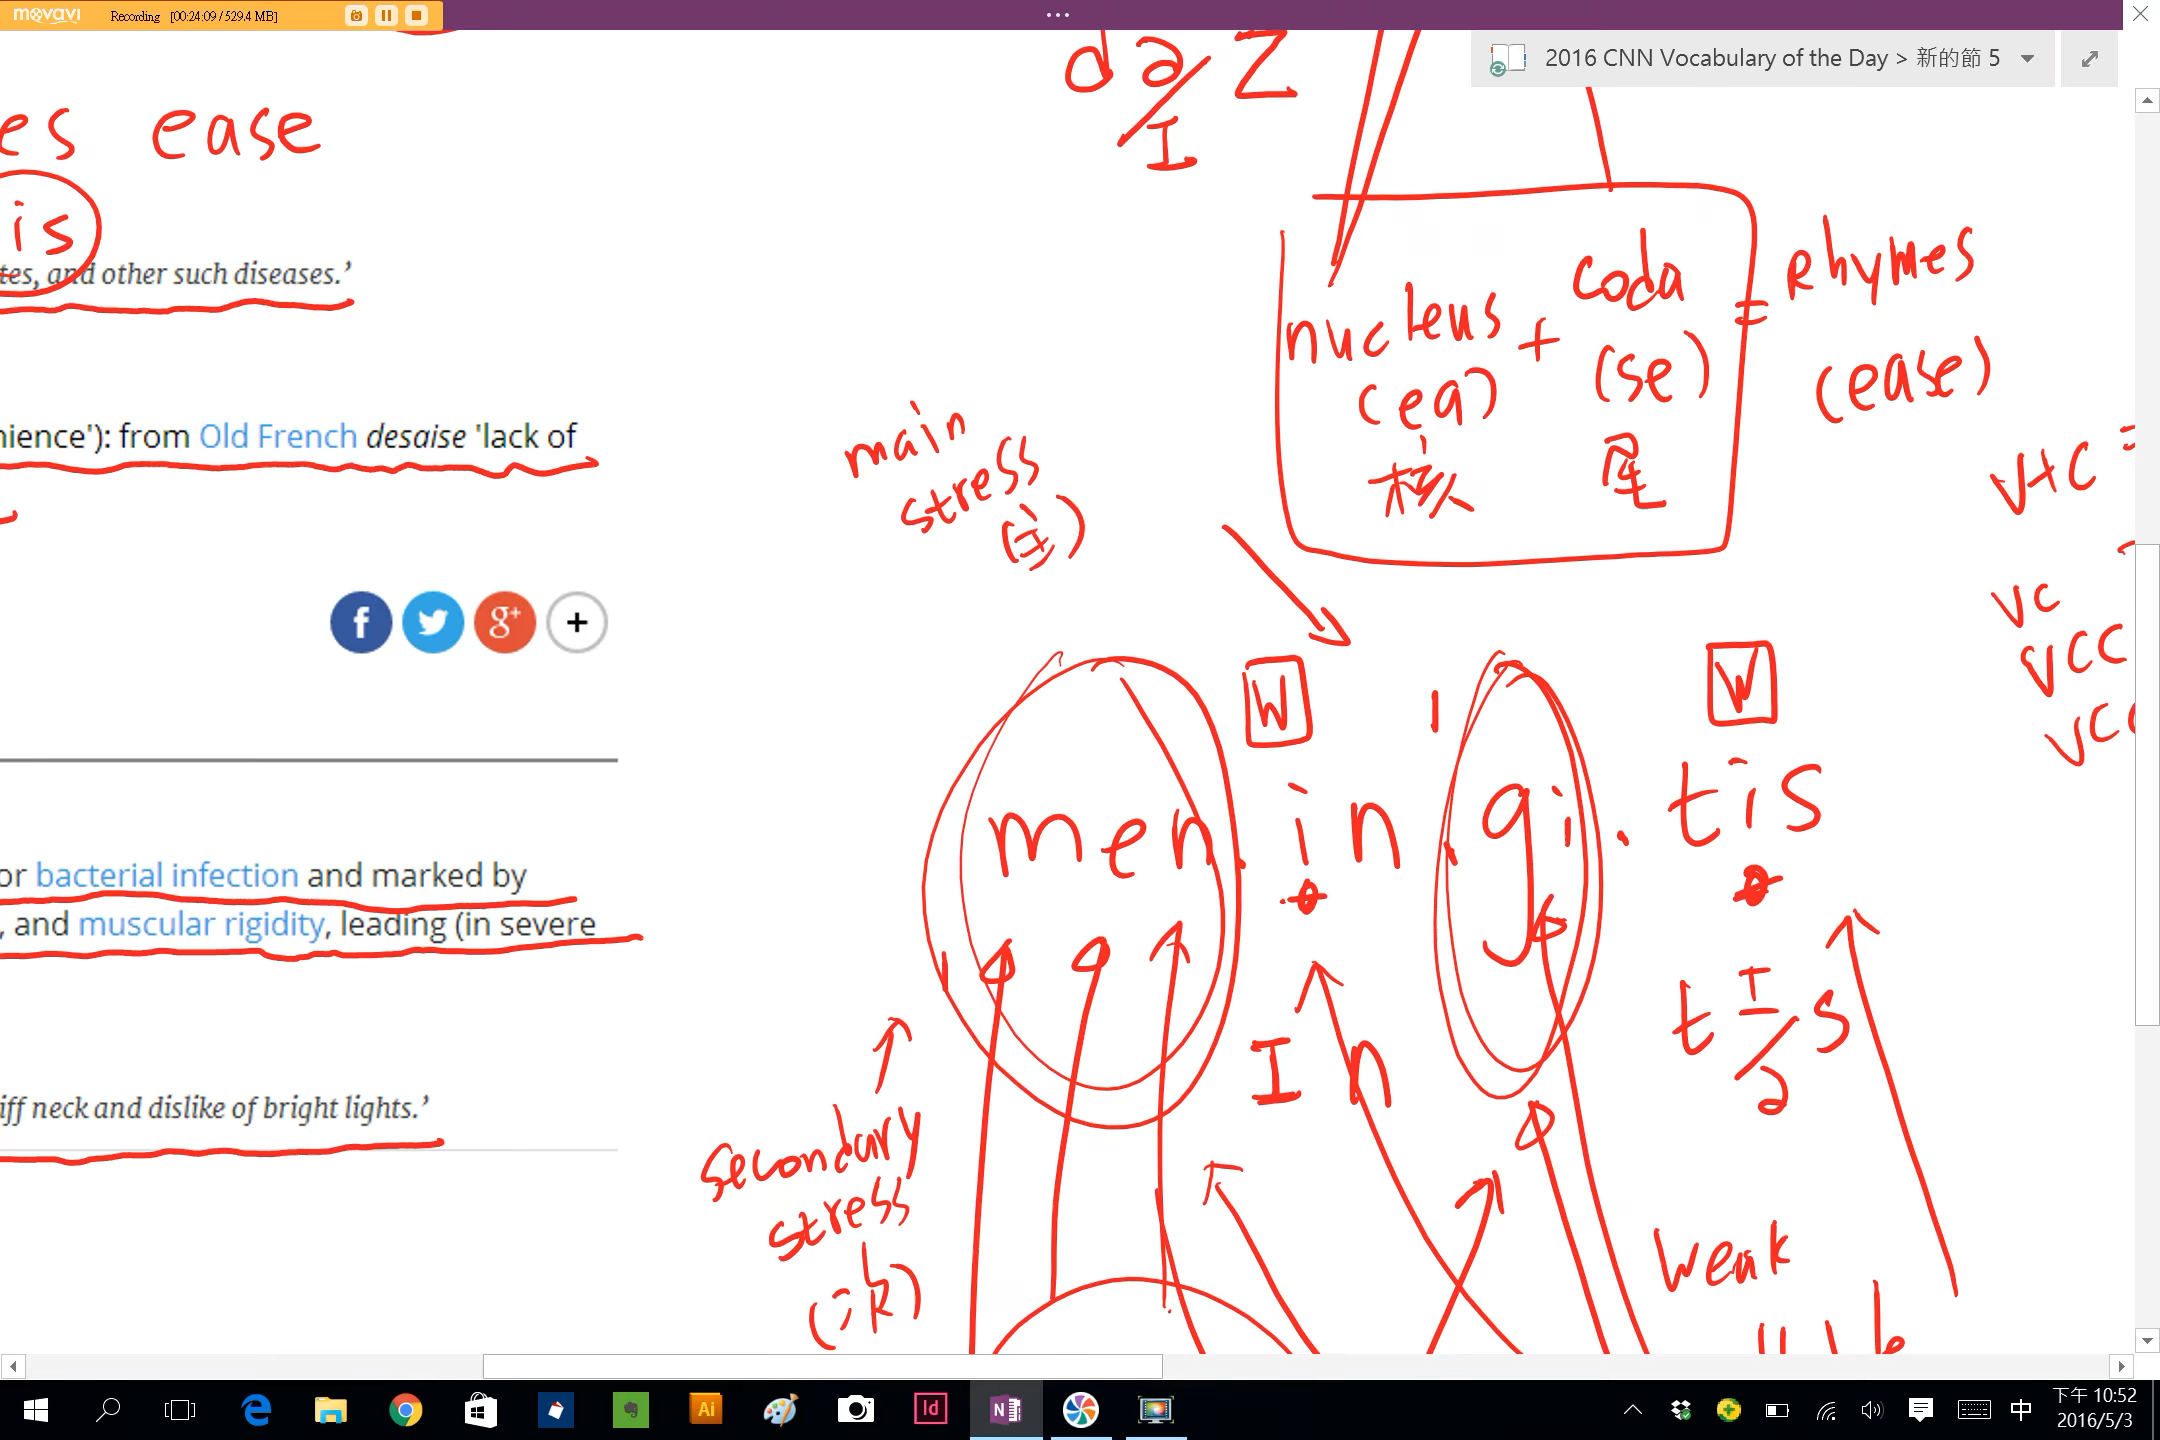 movavi Recording [00:24:09 / 529.4 MB]
2016 CNN Vocabulary of the Day > 新的節 5
d ə/I z
es ease
is
tes, and other such diseases.’
nucleus + coda = Rhymes
(ea) (se) (ease)
核 尾
V+C =
VC
VCC
main
stress
(主)
nience'): from Old French desaise 'lack of
f g+ +
W W
men.in.gi.tis
or bacterial infection and marked by
, and muscular rigidity, leading (in severe
I n t I/ə s
iff neck and dislike of bright lights.’
secondary
stress
weak
Ai Id N 中
下午 10:52
2016/5/3